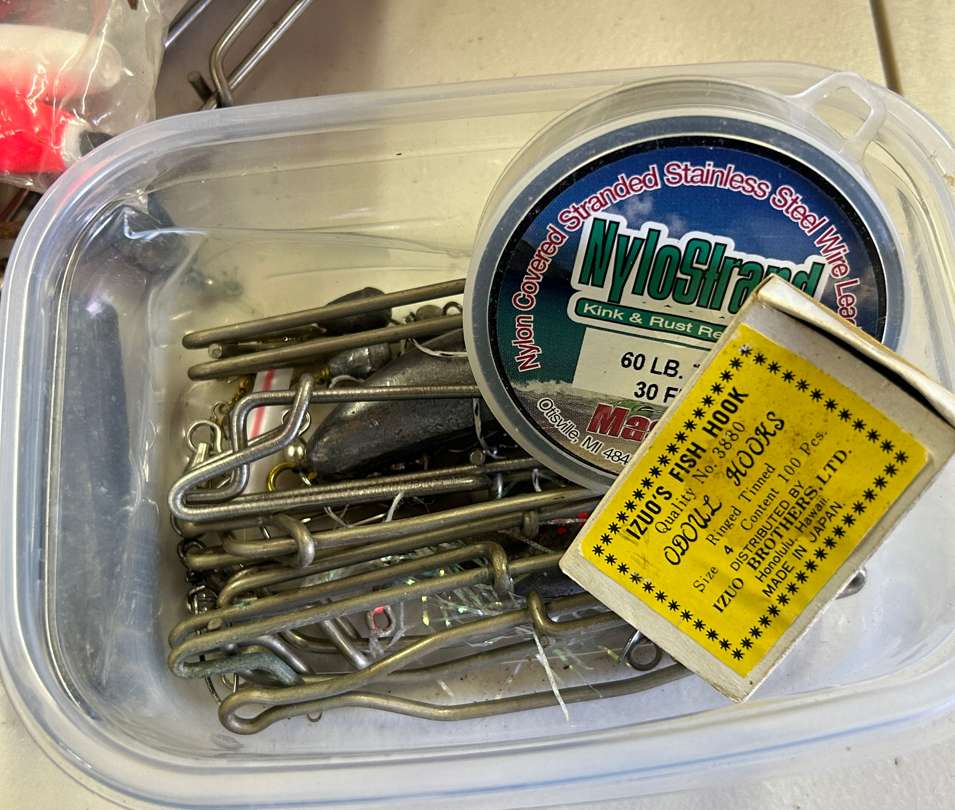 Nylon Covered Stranded Stainless Steel Wire Lea
NyloStrand
Kink & Rust Re
60 LB.
30 F
Mas
Otisville, MI 484
IZUO'S FISH HOOK
Quality No. 3880
ODOUL HOOKS
Ringed Tinned
Size 4 Content 100 Pcs.
DISTRIBUTED BY
IZUO BROTHERS, LTD.
Honolulu, Hawaii
MADE IN JAPAN.